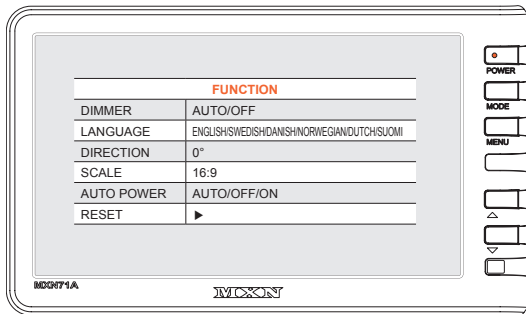 FUNCTION
DIMMER AUTO/OFF
LANGUAGE ENGLISH/SWEDISH/DANISH/NORWEGIAN/DUTCH/SUOMI
DIRECTION 0°
SCALE 16:9
AUTO POWER AUTO/OFF/ON
RESET ▶
POWER
MODE
MENU
MXN71A
MXN